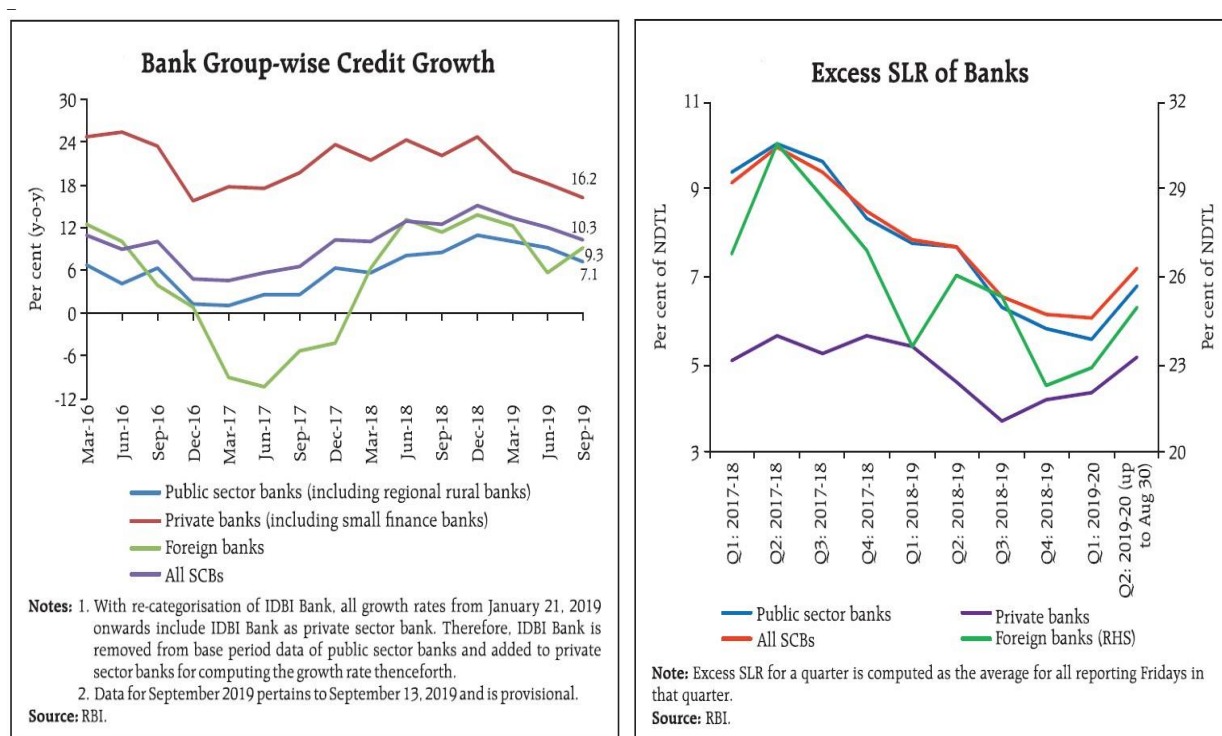 Bank Group-wise Credit Growth
Per cent (y-o-y)
30
24
18
12
6
0
-6
-12
16.2
10.3
9.3
7.1
Mar-16
Jun-16
Sep-16
Dec-16
Mar-17
Jun-17
Sep-17
Dec-17
Mar-18
Jun-18
Sep-18
Dec-18
Mar-19
Jun-19
Sep-19
Public sector banks (including regional rural banks)
Private banks (including small finance banks)
Foreign banks
All SCBs
Notes: 1. With re-categorisation of IDBI Bank, all growth rates from January 21, 2019
onwards include IDBI Bank as private sector bank. Therefore, IDBI Bank is
removed from base period data of public sector banks and added to private
sector banks for computing the growth rate thenceforth.
2. Data for September 2019 pertains to September 13, 2019 and is provisional.
Source: RBI.
Excess SLR of Banks
Per cent of NDTL
11
9
7
5
3
32
29
26
23
20
Per cent of NDTL
Q1: 2017-18
Q2: 2017-18
Q3: 2017-18
Q4: 2017-18
Q1: 2018-19
Q2: 2018-19
Q3: 2018-19
Q4: 2018-19
Q1: 2019-20
Q2: 2019-20 (up
to Aug 30)
Public sector banks
Private banks
All SCBs
Foreign banks (RHS)
Note: Excess SLR for a quarter is computed as the average for all reporting Fridays in
that quarter.
Source: RBI.